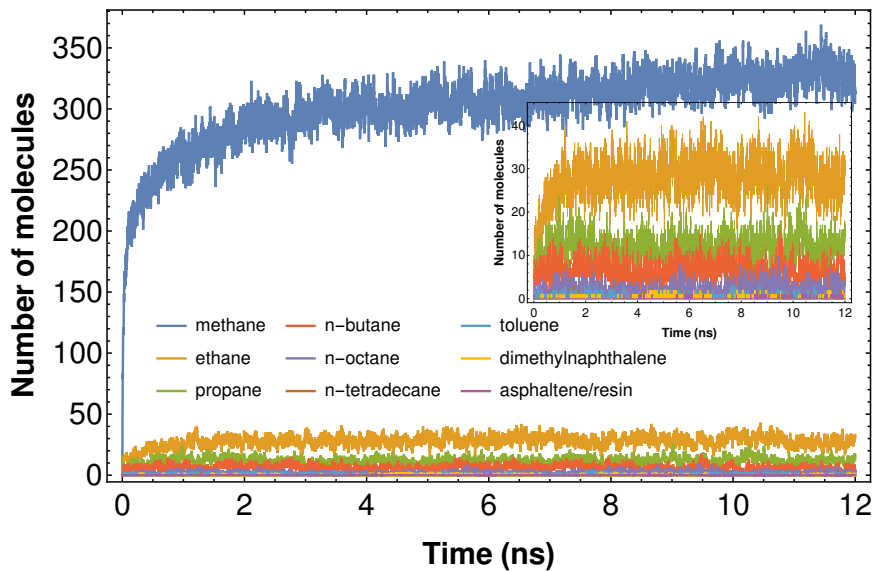 350
300
250
200
150
100
50
0
Number of molecules
40
30
20
10
0
Number of molecules
0 2 4 6 8 10 12
Time (ns)
methane n-butane toluene
ethane n-octane dimethylnaphthalene
propane n-tetradecane asphaltene/resin
0 2 4 6 8 10 12
Time (ns)